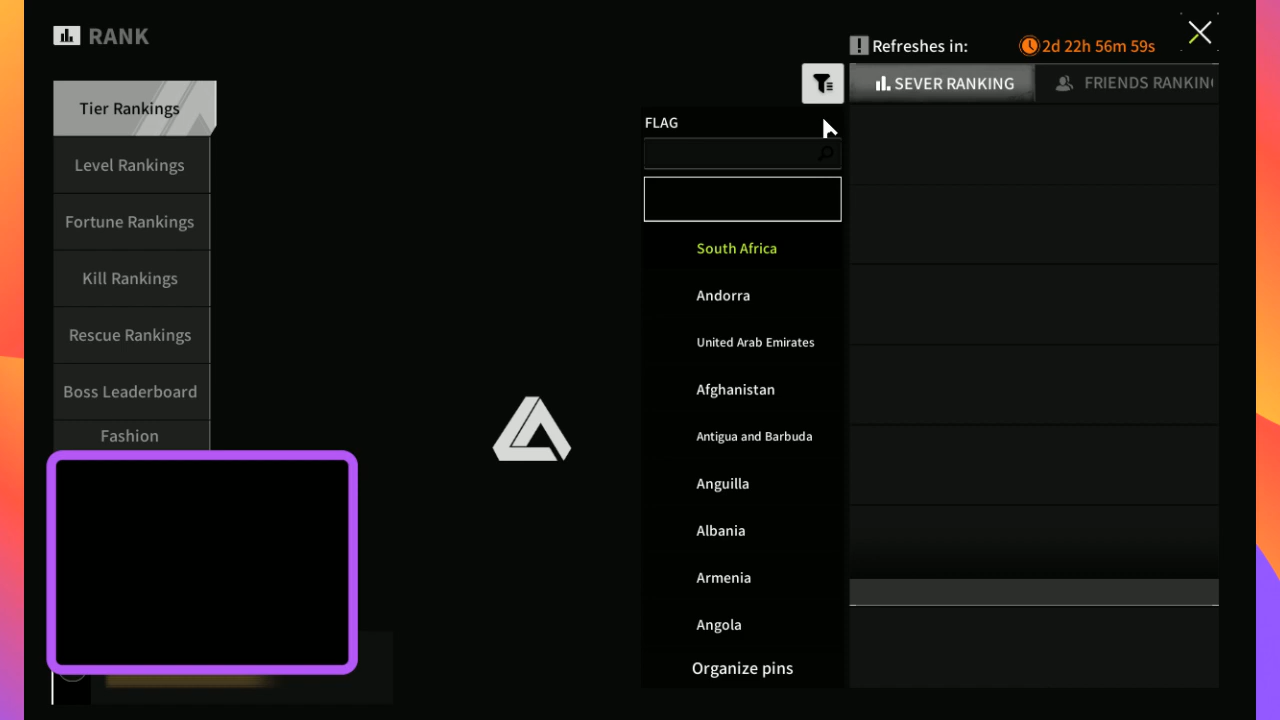 RANK
Refreshes in:
2d 22h 56m 59s
SEVER RANKING
FRIENDS RANKIN
Tier Rankings
Level Rankings
Fortune Rankings
Kill Rankings
Rescue Rankings
Boss Leaderboard
Fashion
FLAG
South Africa
Andorra
United Arab Emirates
Afghanistan
Antigua and Barbuda
Anguilla
Albania
Armenia
Angola
Organize pins